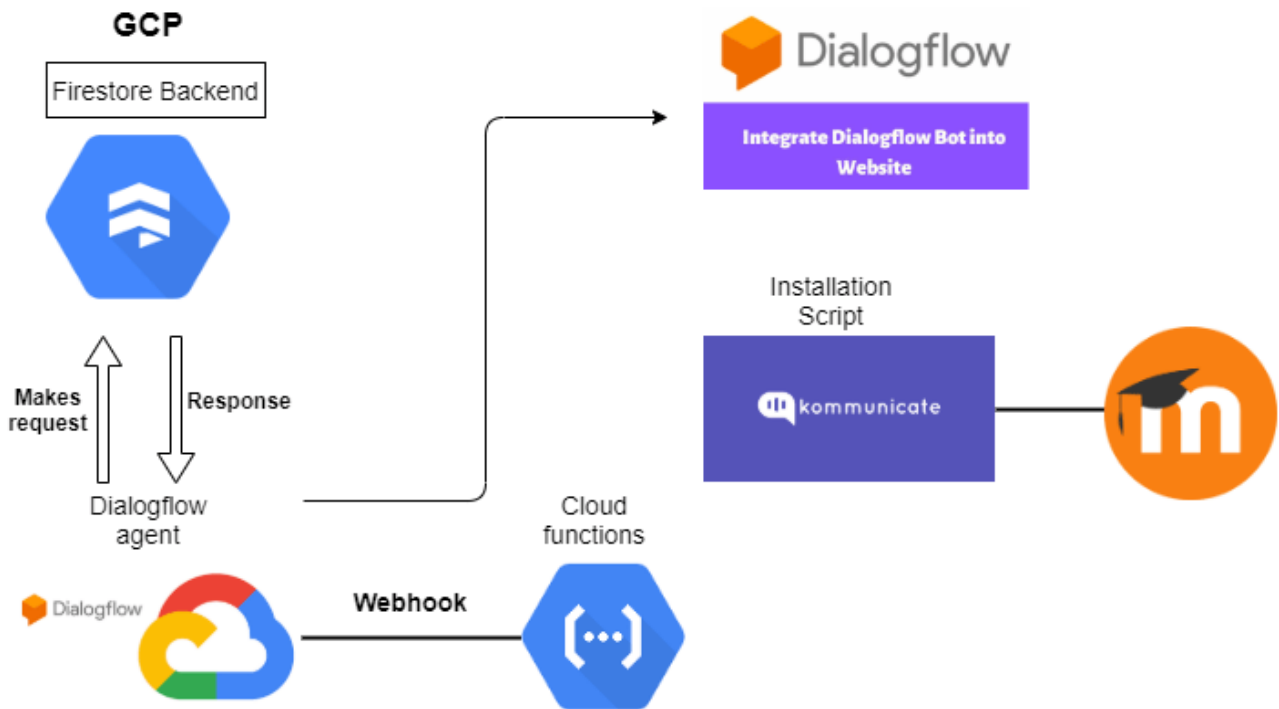 GCP
Firestore Backend
Makes
request
Response
Dialogflow
agent
Dialogflow
Webhook
Cloud
functions
Dialogflow
Integrate Dialogflow Bot into
Website
Installation
Script
kommunicate
m